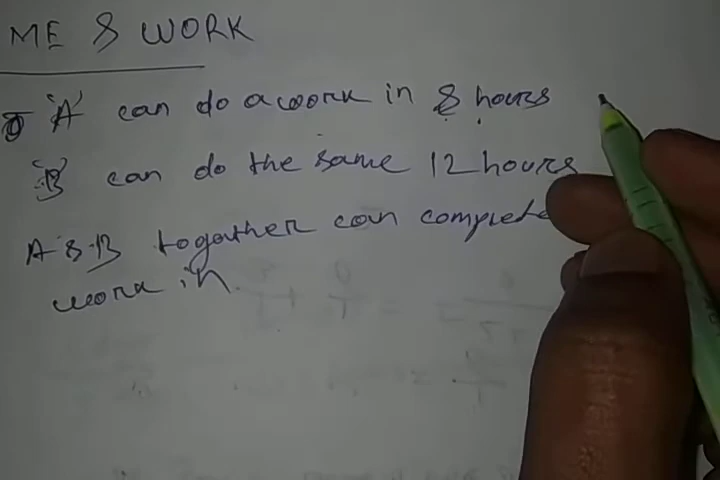 ME & WORK
'A' can do a work in 8 hours
'B' can do the same 12 hours
A & B together can complete
work in